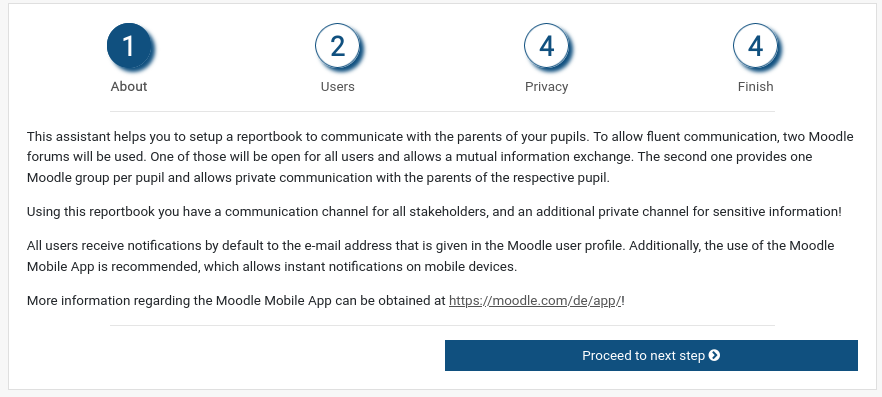 1 2 4 4
About Users Privacy Finish
This assistant helps you to setup a reportbook to communicate with the parents of your pupils. To allow fluent communication, two Moodle
forums will be used. One of those will be open for all users and allows a mutual information exchange. The second one provides one
Moodle group per pupil and allows private communication with the parents of the respective pupil.
Using this reportbook you have a communication channel for all stakeholders, and an additional private channel for sensitive information!
All users receive notifications by default to the e-mail address that is given in the Moodle user profile. Additionally, the use of the Moodle
Mobile App is recommended, which allows instant notifications on mobile devices.
More information regarding the Moodle Mobile App can be obtained at https://moodle.com/de/app/!
Proceed to next step